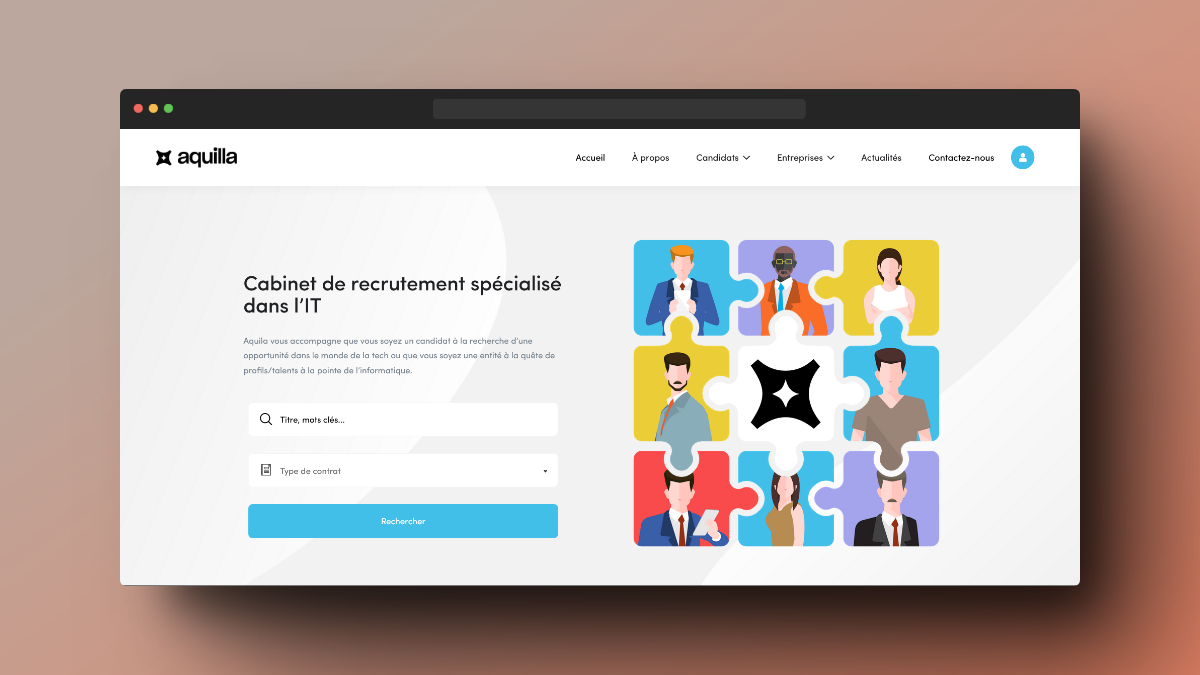 aquilla
Accueil
À propos
Candidats
Entreprises
Actualités
Contactez-nous
Cabinet de recrutement spécialisé
dans l'IT
Aquila vous accompagne que vous soyez un candidat à la recherche d'une
opportunité dans le monde de la tech ou que vous soyez une entité à la quête de
profils/talents à la pointe de l'informatique.
Titre, mots clés...
Type de contrat
Rechercher